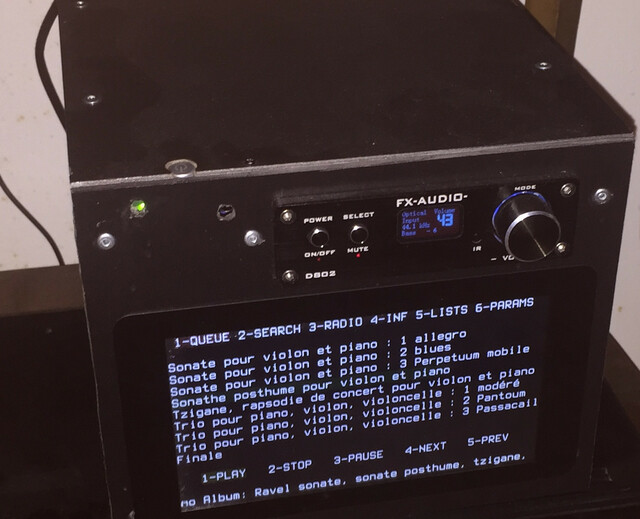 FX-AUDIO-
MODE
POWER
SELECT
Optical Volume
Input
44.1 kHz
43
Bass - 6
ON/OFF
MUTE
IR
D802
1-QUEUE 2-SEARCH 3-RADIO 4-INF 5-LISTS 6-PARAMS
Sonate pour violon et piano : 1 allegro
Sonate pour violon et piano : 2 blues
Sonate pour violon et piano : 3 Perpetuum mobile
Sonathe posthume pour violon et piano
Tzigane, rapsodie de concert pour violon et piano
Trio pour piano, violon, violoncelle : 1 modéré
Trio pour piano, violon, violoncelle : 2 Pantoum
Trio pour piano, violon, violoncelle : 3 Passacail
Finale
1-PLAY 2-STOP 3-PAUSE 4-NEXT 5-PREV
mo Album: Ravel sonate, sonate posthume, tzigane,